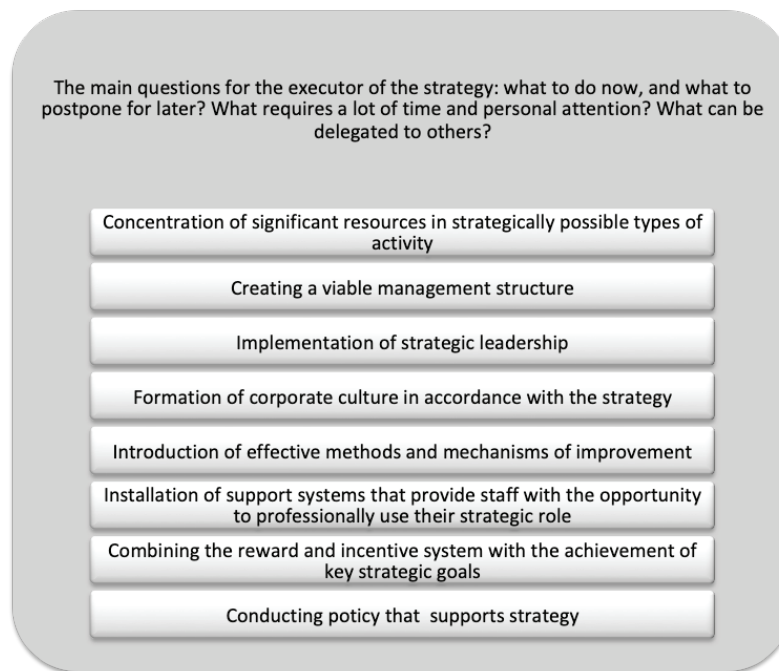 The main questions for the executor of the strategy: what to do now, and what to
postpone for later? What requires a lot of time and personal attention? What can be
delegated to others?
Concentration of significant resources in strategically possible types of
activity
Creating a viable management structure
Implementation of strategic leadership
Formation of corporate culture in accordance with the strategy
Introduction of effective methods and mechanisms of improvement
Installation of support systems that provide staff with the opportunity
to professionally use their strategic role
Combining the reward and incentive system with the achievement of
key strategic goals
Conducting poticy that supports strategy